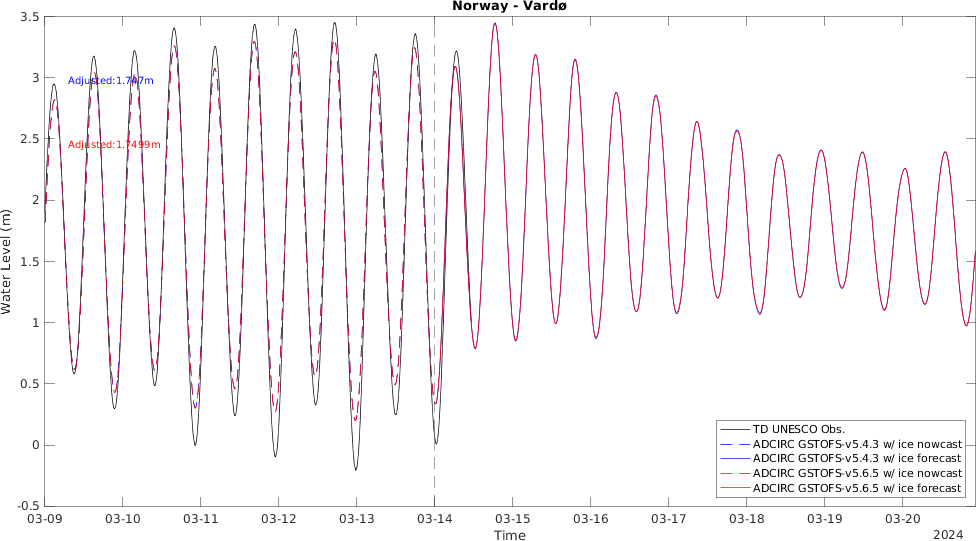 Norway - Vardø
3.5
3
2.5
2
1.5
1
0.5
0
-0.5
Water Level (m)
Adjusted:1.747m
Adjusted:1.7499m
TD UNESCO Obs.
ADCIRC GSTOFS-v5.4.3 w/ ice nowcast
ADCIRC GSTOFS-v5.4.3 w/ ice forecast
ADCIRC GSTOFS-v5.6.5 w/ ice nowcast
ADCIRC GSTOFS-v5.6.5 w/ ice forecast
03-09 03-10 03-11 03-12 03-13 03-14 03-15 03-16 03-17 03-18 03-19 03-20
Time
2024